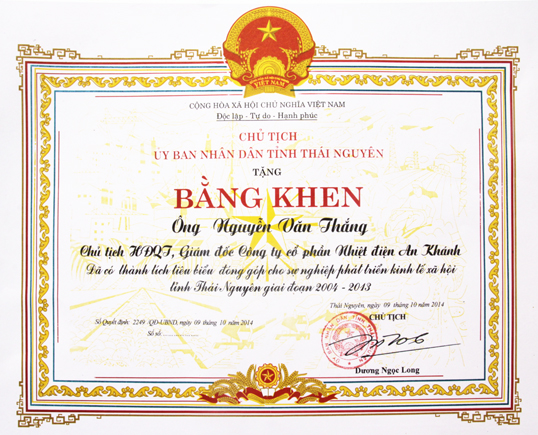 VIỆT NAM
CỘNG HÒA XÃ HỘI CHỦ NGHĨA VIỆT NAM
Độc lập - Tự do - Hạnh phúc
CHỦ TỊCH
ỦY BAN NHÂN DÂN TỈNH THÁI NGUYÊN
TẶNG
BẰNG KHEN
Ông Nguyễn Văn Thắng
Chủ tịch HĐQT, Giám đốc Công ty cổ phần Nhiệt điện An Khánh
Đã có thành tích tiêu biểu đóng góp cho sự nghiệp phát triển kinh tế xã hội
tỉnh Thái Nguyên giai đoạn 2004 - 2013
Thái Nguyên, ngày 09 tháng 10 năm 2014
Số Quyết định: 2249 /QĐ-UBND, ngày 09 tháng 10 năm 2014
Sổ số:
CHỦ TỊCH
Dương Ngọc Long